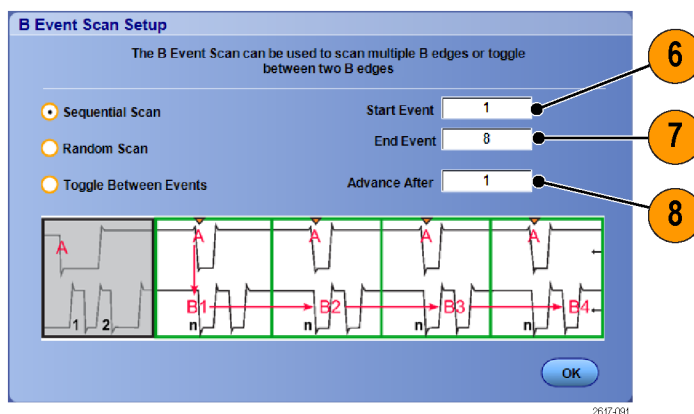 B Event Scan Setup
The B Event Scan can be used to scan multiple B edges or toggle
between two B edges
Sequential Scan
Random Scan
Toggle Between Events
Start Event 1
End Event 8
Advance After 1
6
7
8
A A A A A
1 2 B1 B2 B3 B4
n n n n
OK
2617-091